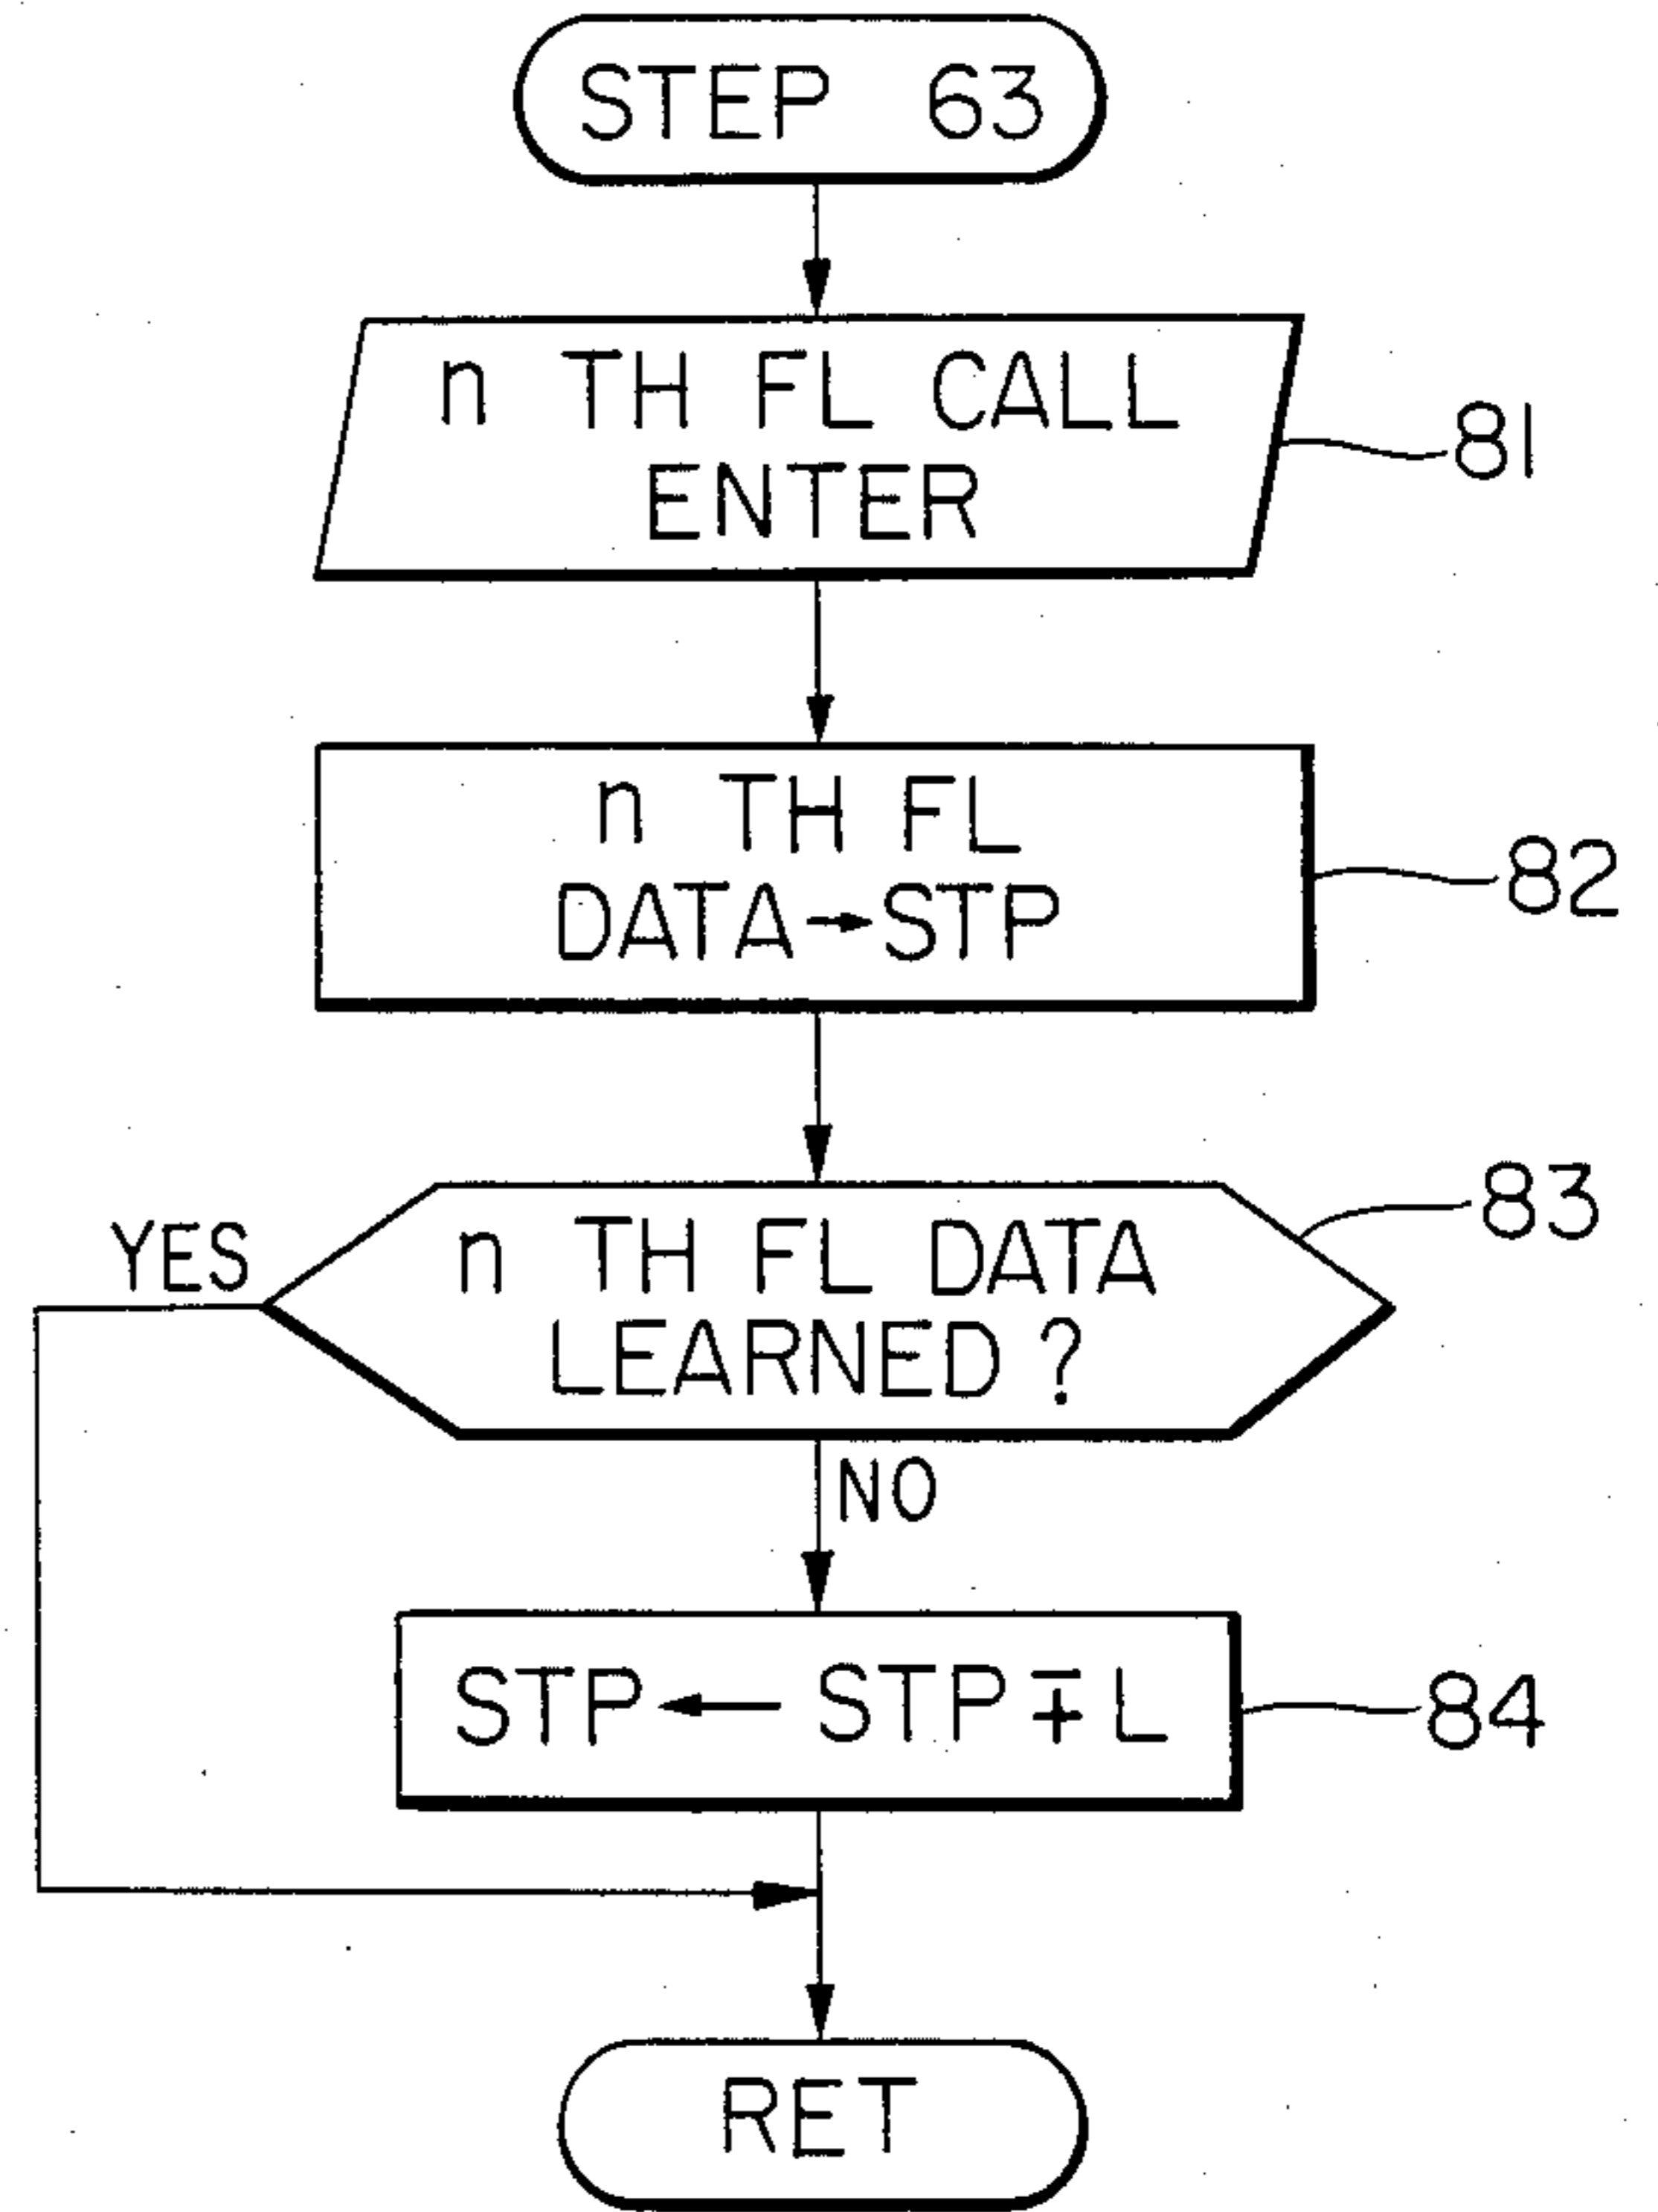 STEP 63
n TH FL CALL
ENTER
81
n TH FL
DATA→STP
82
n TH FL DATA
LEARNED?
83
YES
NO
STP ← STP ∓ L
84
RET